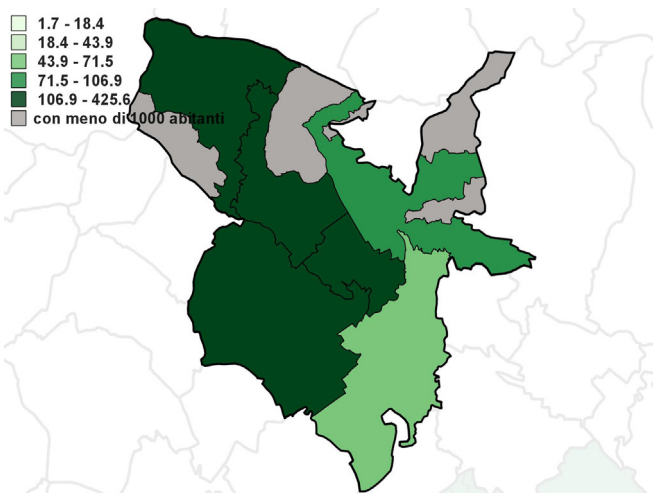 1.7 - 18.4
18.4 - 43.9
43.9 - 71.5
71.5 - 106.9
106.9 - 425.6
con meno di 1000 abitanti